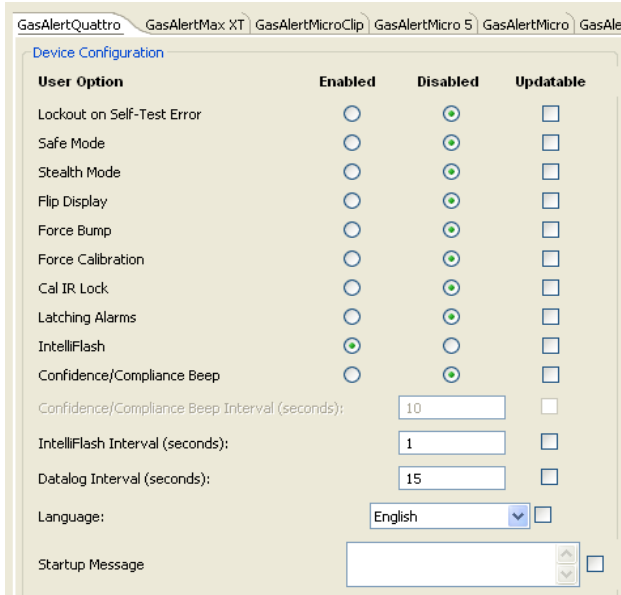 GasAlertQuattro GasAlertMax XT GasAlertMicroClip GasAlertMicro 5 GasAlertMicro GasAle
Device Configuration
User Option Enabled Disabled Updatable
Lockout on Self-Test Error
Safe Mode
Stealth Mode
Flip Display
Force Bump
Force Calibration
Cal IR Lock
Latching Alarms
IntelliFlash
Confidence/Compliance Beep
Confidence/Compliance Beep Interval (seconds): 10
IntelliFlash Interval (seconds): 1
Datalog Interval (seconds): 15
Language: English
Startup Message